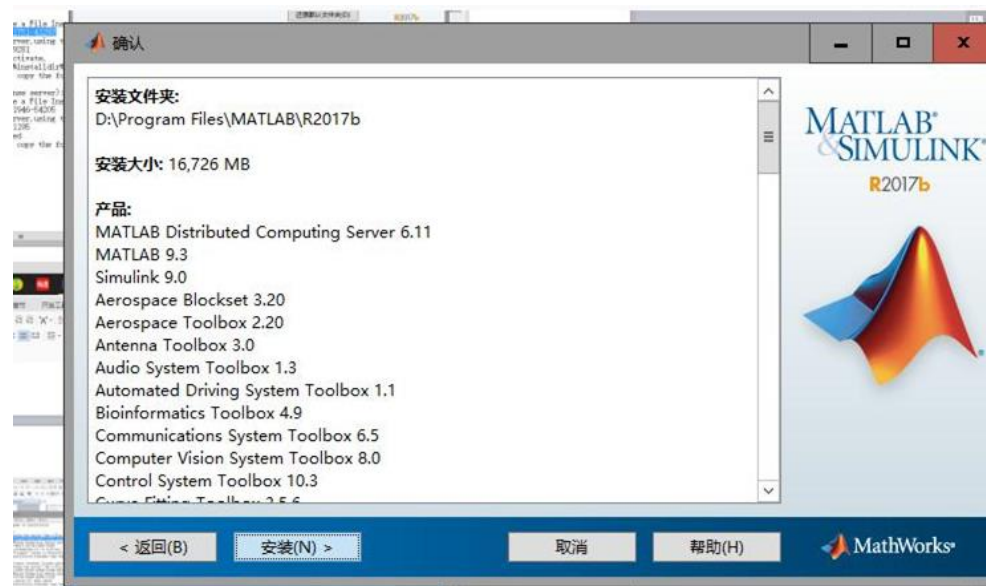 确认
安装文件夹:
D:\Program Files\MATLAB\R2017b
安装大小: 16,726 MB
产品:
MATLAB Distributed Computing Server 6.11
MATLAB 9.3
Simulink 9.0
Aerospace Blockset 3.20
Aerospace Toolbox 2.20
Antenna Toolbox 3.0
Audio System Toolbox 1.3
Automated Driving System Toolbox 1.1
Bioinformatics Toolbox 4.9
Communications System Toolbox 6.5
Computer Vision System Toolbox 8.0
Control System Toolbox 10.3
MATLAB®
&SIMULINK®
R2017b
< 返回(B)
安装(N) >
取消
帮助(H)
MathWorks®